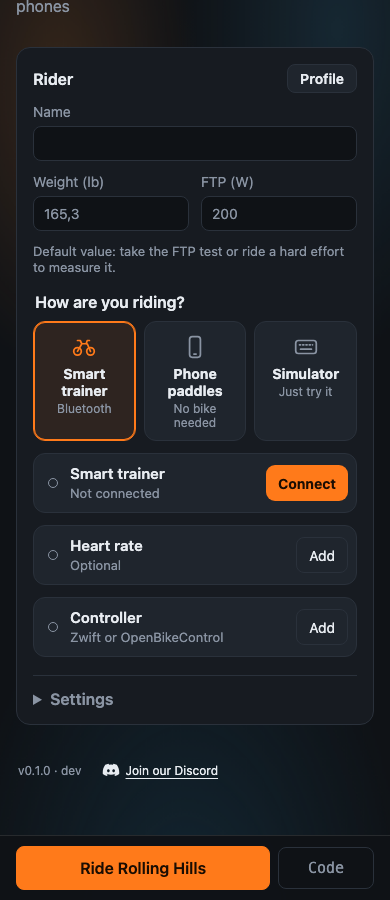 phones
Rider
Profile
Name
Weight (lb)
FTP (W)
165,3
200
Default value: take the FTP test or ride a hard effort
to measure it.
How are you riding?
Smart
trainer
Bluetooth
Phone
paddles
No bike
needed
Simulator
Just try it
Smart trainer
Not connected
Connect
Heart rate
Optional
Add
Controller
Zwift or OpenBikeControl
Add
Settings
v0.1.0 · dev
Join our Discord
Ride Rolling Hills
Code